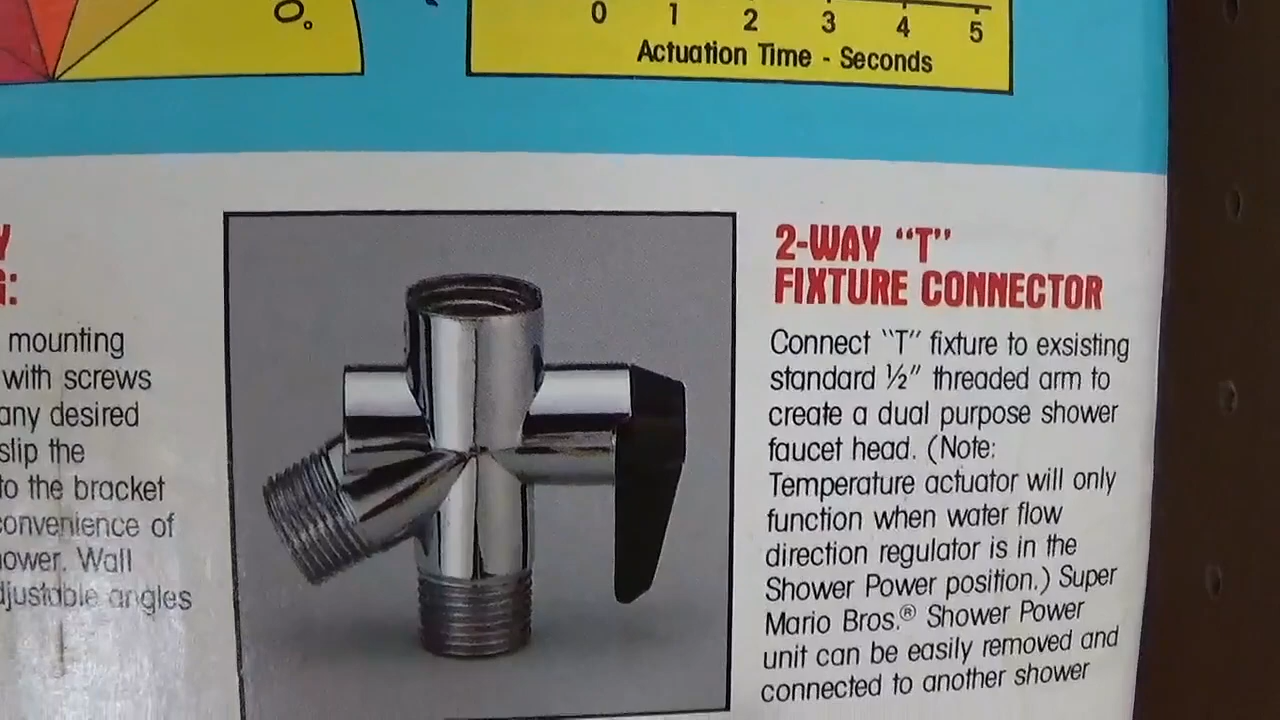 0°
0 1 2 3 4 5
Actuation Time - Seconds
Y
G:
mounting
with screws
any desired
slip the
to the bracket
convenience of
ower. Wall
djustable angles
2-WAY “T”
FIXTURE CONNECTOR
Connect “T” fixture to exsisting
standard ½” threaded arm to
create a dual purpose shower
faucet head. (Note:
Temperature actuator will only
function when water flow
direction regulator is in the
Shower Power position.) Super
Mario Bros.® Shower Power
unit can be easily removed and
connected to another shower